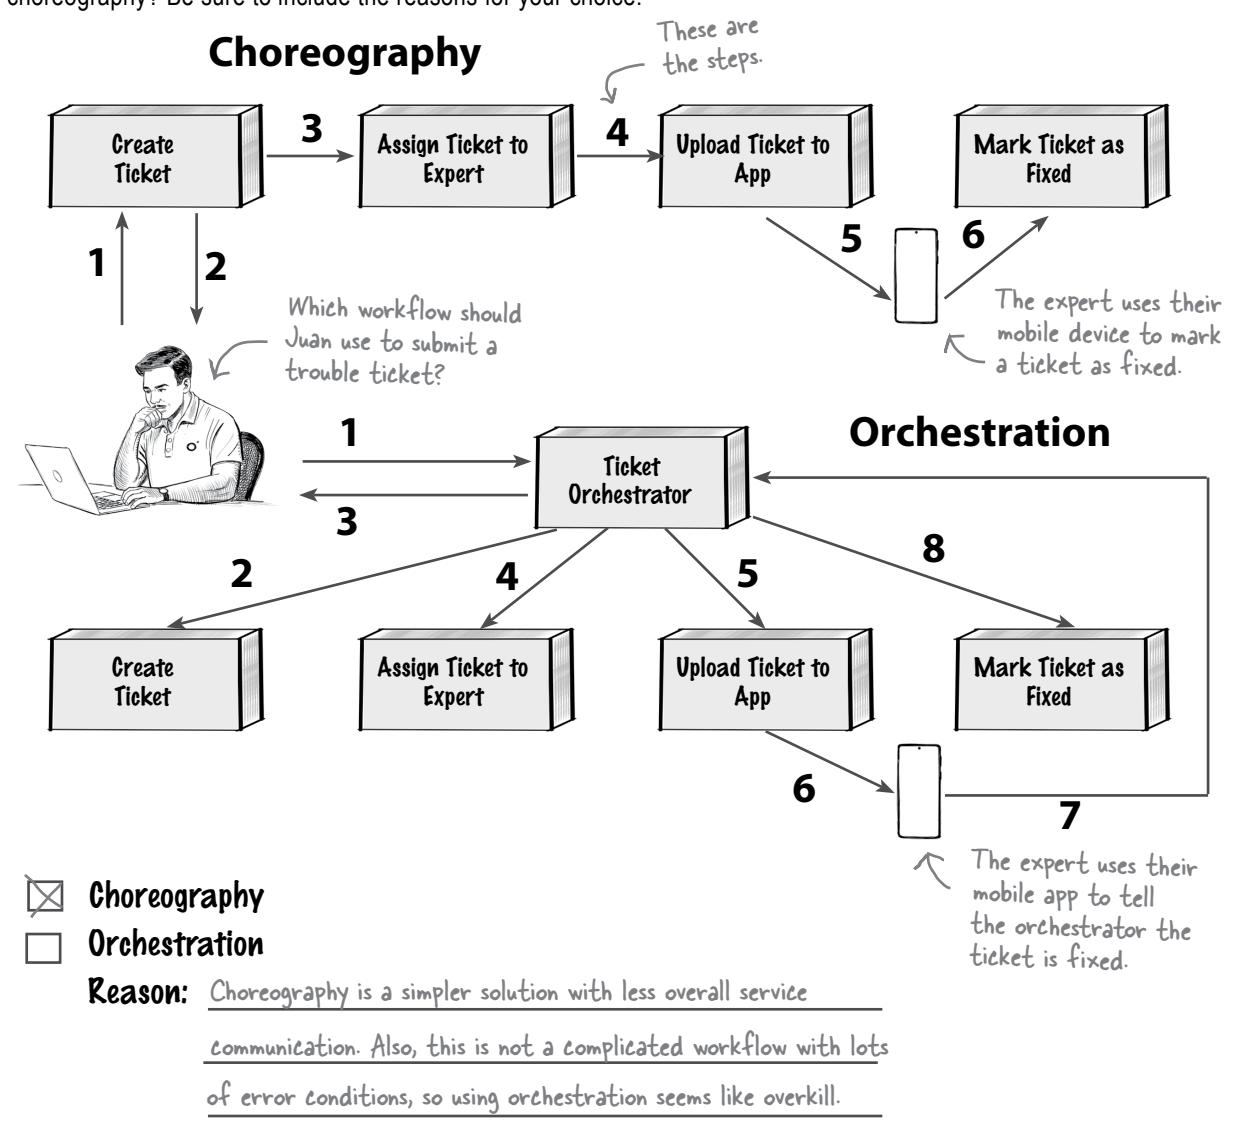 choreography? Be sure to include the reasons for your choice.
Choreography
These are
the steps.
Create
Ticket
3
Assign Ticket to
Expert
4
Upload Ticket to
App
Mark Ticket as
Fixed
1
2
5
6
Which workflow should
Juan use to submit a
trouble ticket?
The expert uses their
mobile device to mark
a ticket as fixed.
Orchestration
1
Ticket
Orchestrator
3
2
4
5
8
Create
Ticket
Assign Ticket to
Expert
Upload Ticket to
App
Mark Ticket as
Fixed
6
7
The expert uses their
mobile app to tell
the orchestrator the
ticket is fixed.
Choreography
Orchestration
Reason: Choreography is a simpler solution with less overall service
communication. Also, this is not a complicated workflow with lots
of error conditions, so using orchestration seems like overkill.